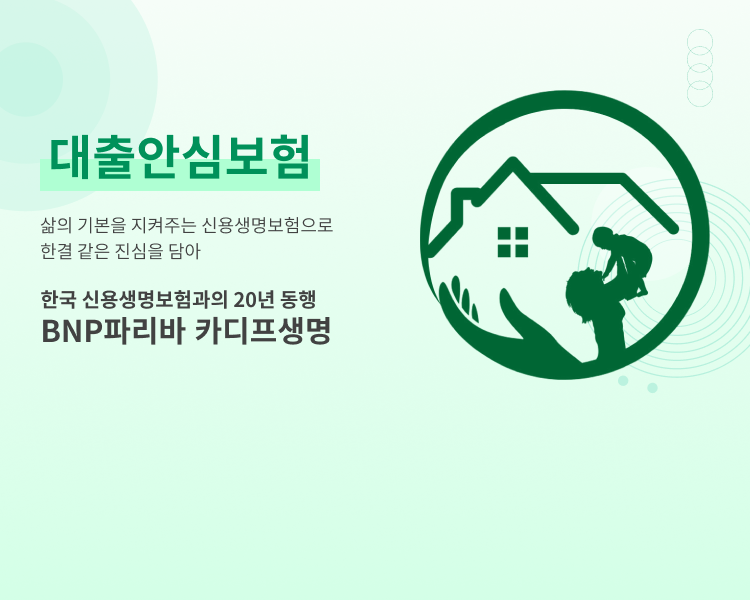 대출안심보험
삶의 기본을 지켜주는 신용생명보험으로
한결 같은 진심을 담아
한국 신용생명보험과의 20년 동행
BNP파리바 카디프생명